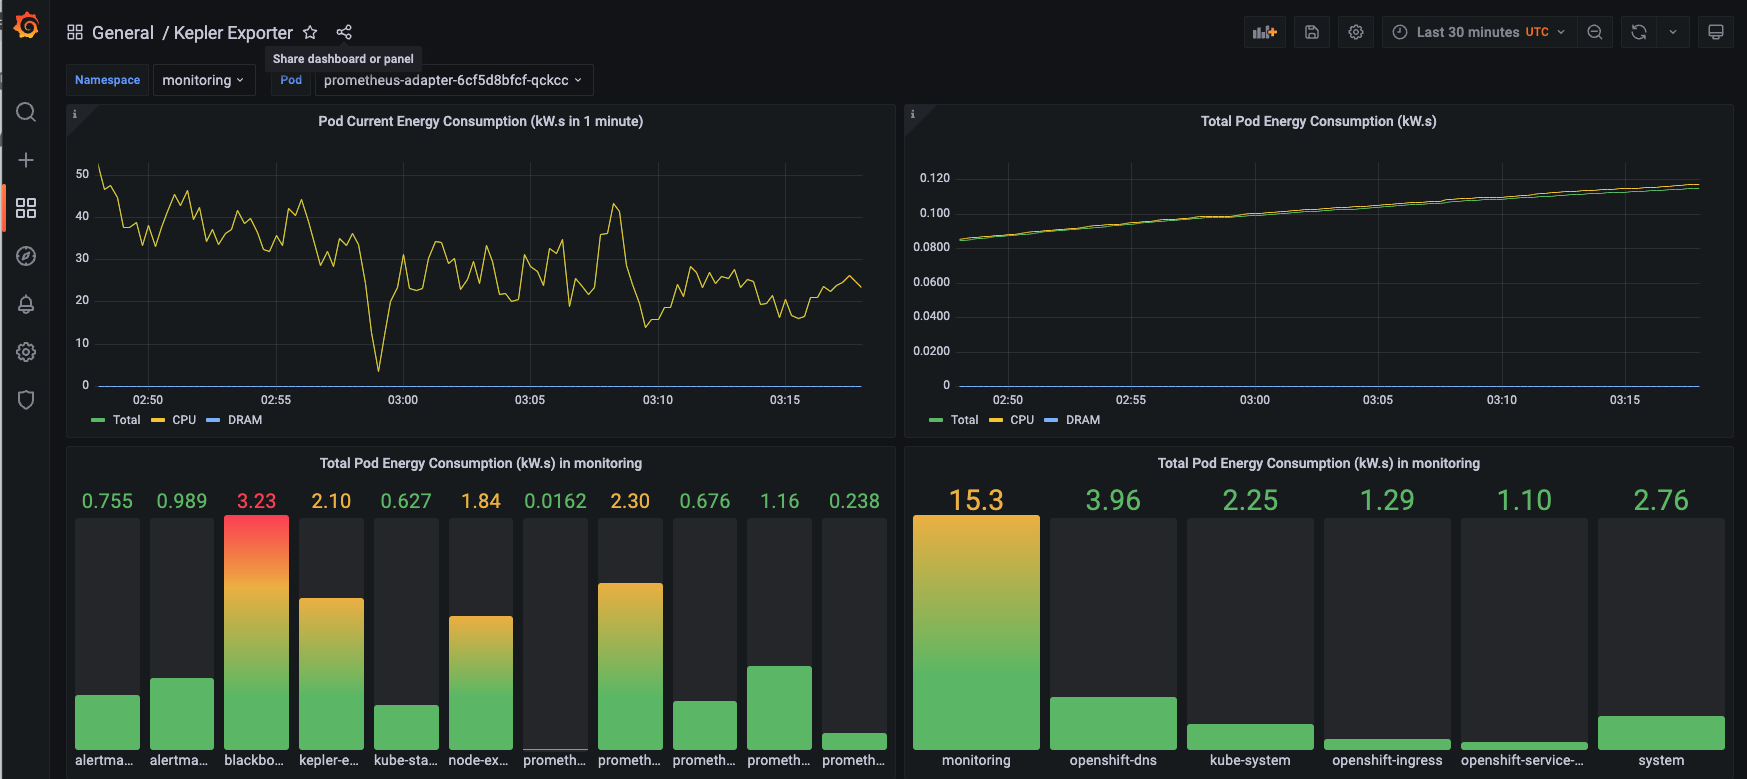 General / Kepler Exporter
Last 30 minutes UTC
Share dashboard or panel
Namespace monitoring Pod prometheus-adapter-6cf5d8bfcf-qckcc
Pod Current Energy Consumption (kW.s in 1 minute)
50
40
30
20
10
0
02:50 02:55 03:00 03:05 03:10 03:15
Total CPU DRAM
Total Pod Energy Consumption (kW.s)
0.120
0.100
0.0800
0.0600
0.0400
0.0200
0
02:50 02:55 03:00 03:05 03:10 03:15
Total CPU DRAM
Total Pod Energy Consumption (kW.s) in monitoring
0.755 0.989 3.23 2.10 0.627 1.84 0.0162 2.30 0.676 1.16 0.238
alertma... alertma... blackbo... kepler-e... kube-sta... node-ex... prometh... prometh... prometh... prometh... prometh...
Total Pod Energy Consumption (kW.s) in monitoring
15.3 3.96 2.25 1.29 1.10 2.76
monitoring openshift-dns kube-system openshift-ingress openshift-service-... system